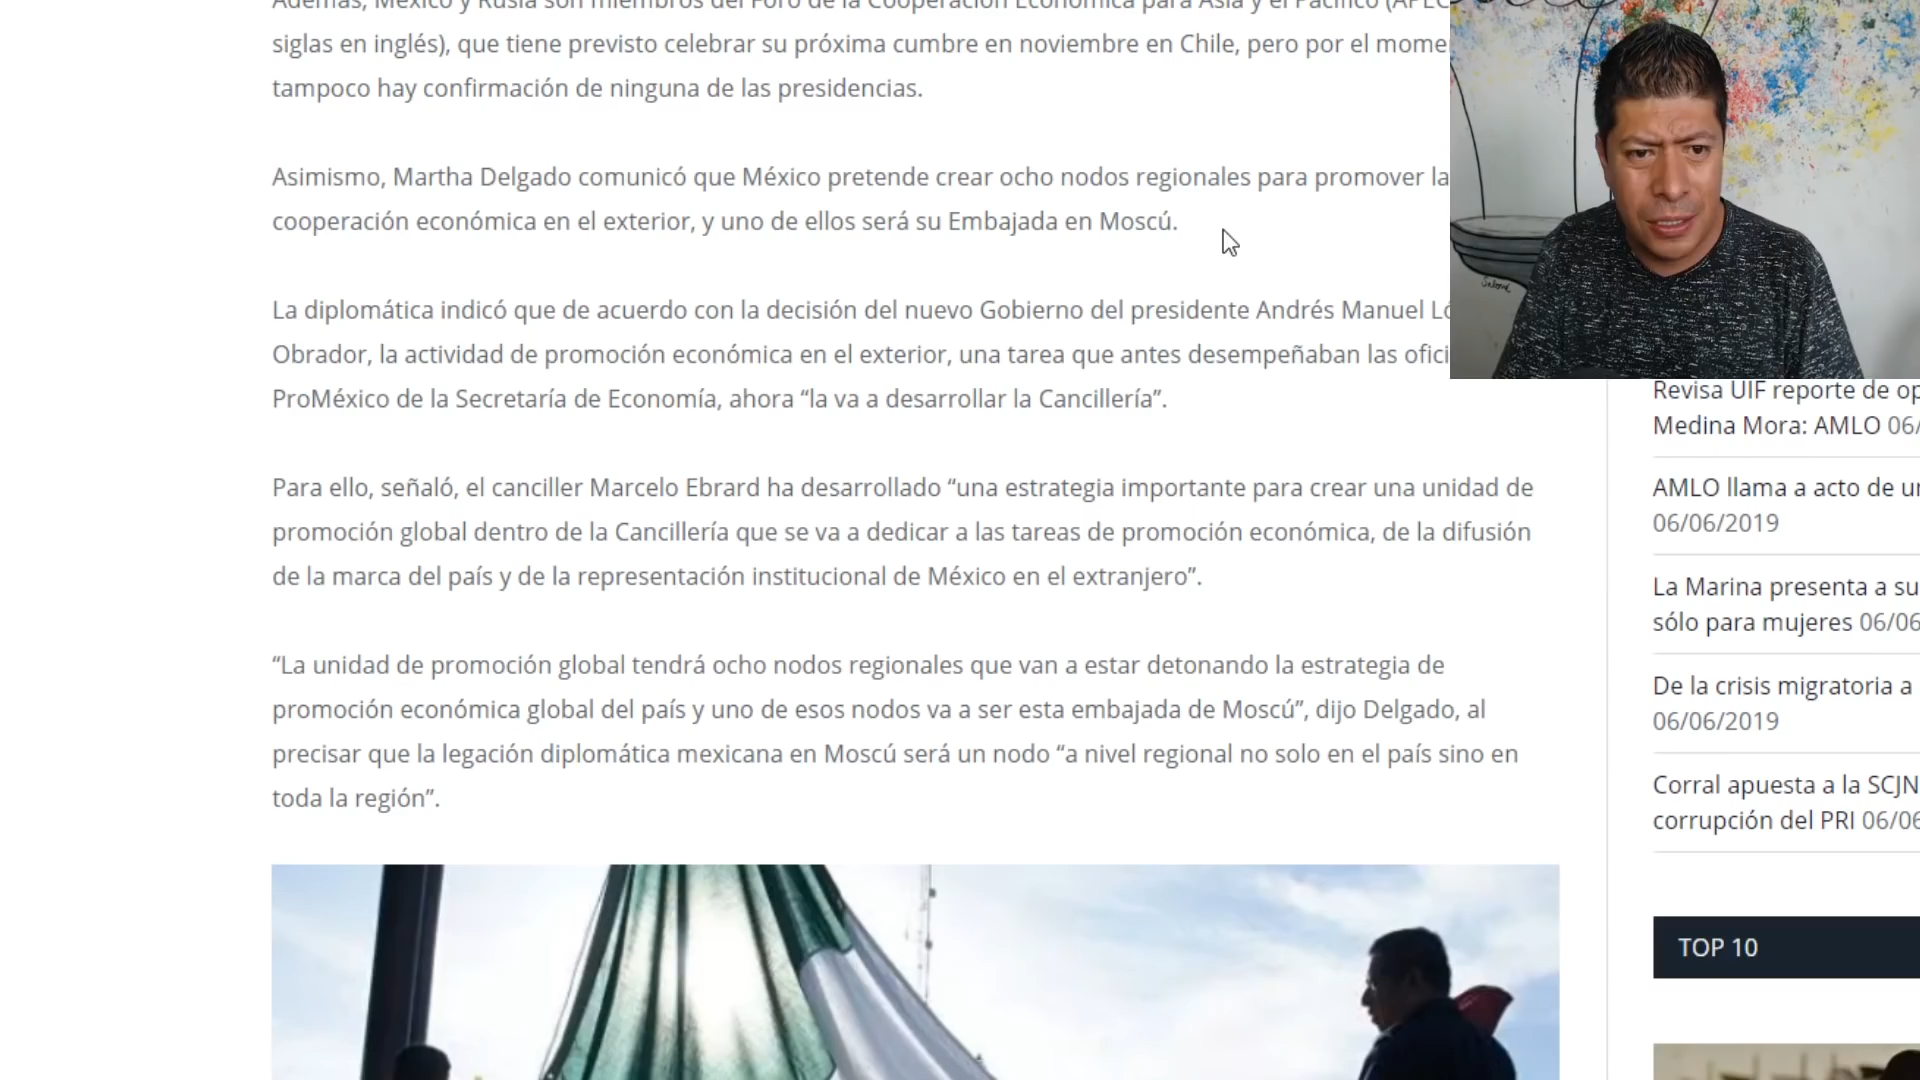 Además, México y Rusia son miembros del Foro de la Cooperación Económica para Asia y el Pacífico (APEC
siglas en inglés), que tiene previsto celebrar su próxima cumbre en noviembre en Chile, pero por el
tampoco hay confirmación de ninguna de las presidencias.
Asimismo, Martha Delgado comunicó que México pretende crear ocho nodos regionales para promover la
cooperación económica en el exterior, y uno de ellos será su Embajada en Moscú.
La diplomática indicó que de acuerdo con la decisión del nuevo Gobierno del presidente Andrés Manuel
Obrador, la actividad de promoción económica en el exterior, una tarea que antes desempeñaban las
ProMéxico de la Secretaría de Economía, ahora “la va a desarrollar la Cancillería”.
Para ello, señaló, el canciller Marcelo Ebrard ha desarrollado “una estrategia importante para crear una unidad de
promoción global dentro de la Cancillería que se va a dedicar a las tareas de promoción económica, de la difusión
de la marca del país y de la representación institucional de México en el extranjero”.
“La unidad de promoción global tendrá ocho nodos regionales que van a estar detonando la estrategia de
promoción económica global del país y uno de esos nodos va a ser esta embajada de Moscú”, dijo Delgado, al
precisar que la legación diplomática mexicana en Moscú será un nodo “a nivel regional no solo en el país sino en
toda la región”.
Revisa UIF reporte de
Medina Mora: AMLO 06/
AMLO llama a acto de
06/06/2019
La Marina presenta a su
sólo para mujeres 06/06
De la crisis migratoria a
06/06/2019
Corral apuesta a la SCJN
corrupción del PRI 06/06
TOP 10